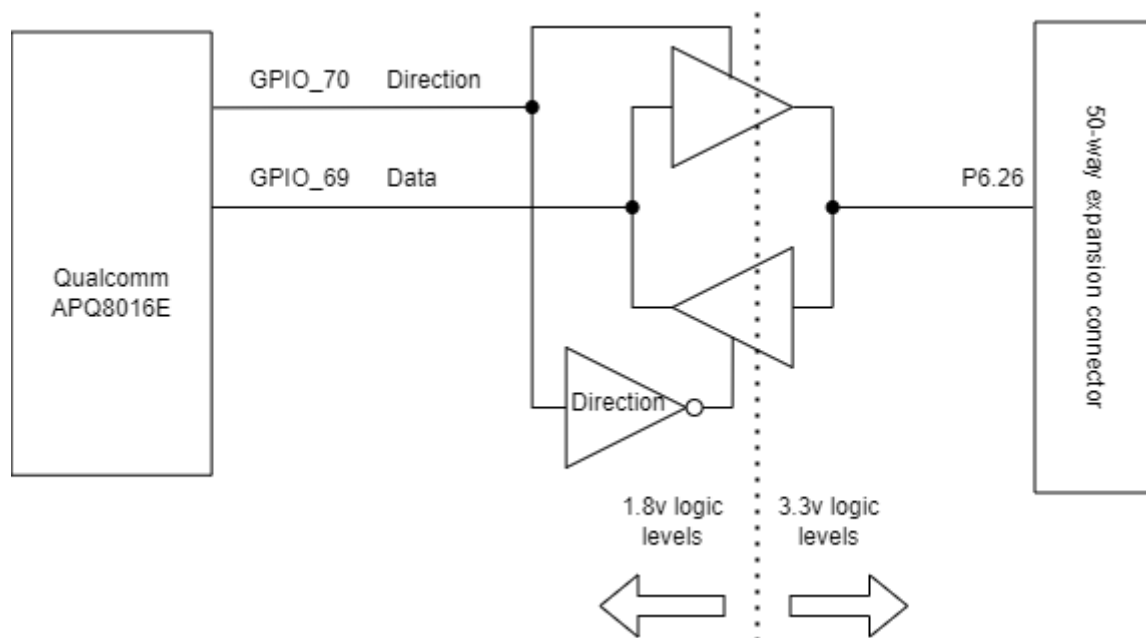 GPIO_70 Direction
GPIO_69 Data
P6.26
50-way expansion connector
Qualcomm
APQ8016E
Direction
1.8v logic
levels
3.3v logic
levels